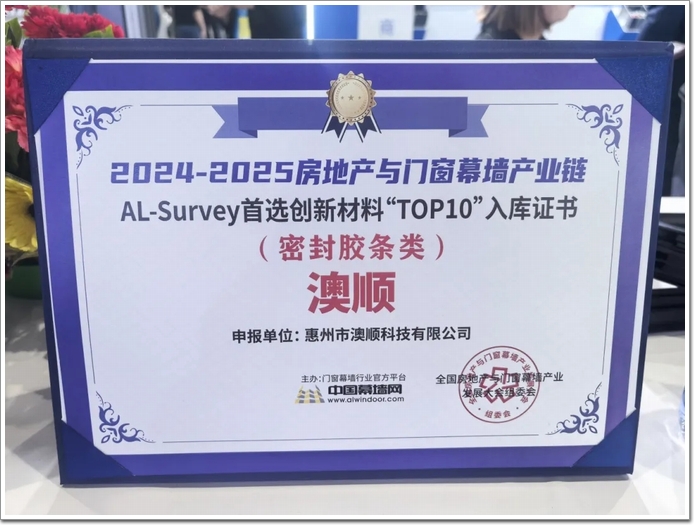 2024-2025房地产与门窗幕墙产业链
AL-Survey首选创新材料“TOP10”入库证书
（密封胶条类）
澳顺
申报单位：惠州市澳顺科技有限公司
主办：门窗幕墙行业官方平台
中国幕墙网
www.alwindoor.com
全国房地产与门窗幕墙产业
发展大会组委会
组委会